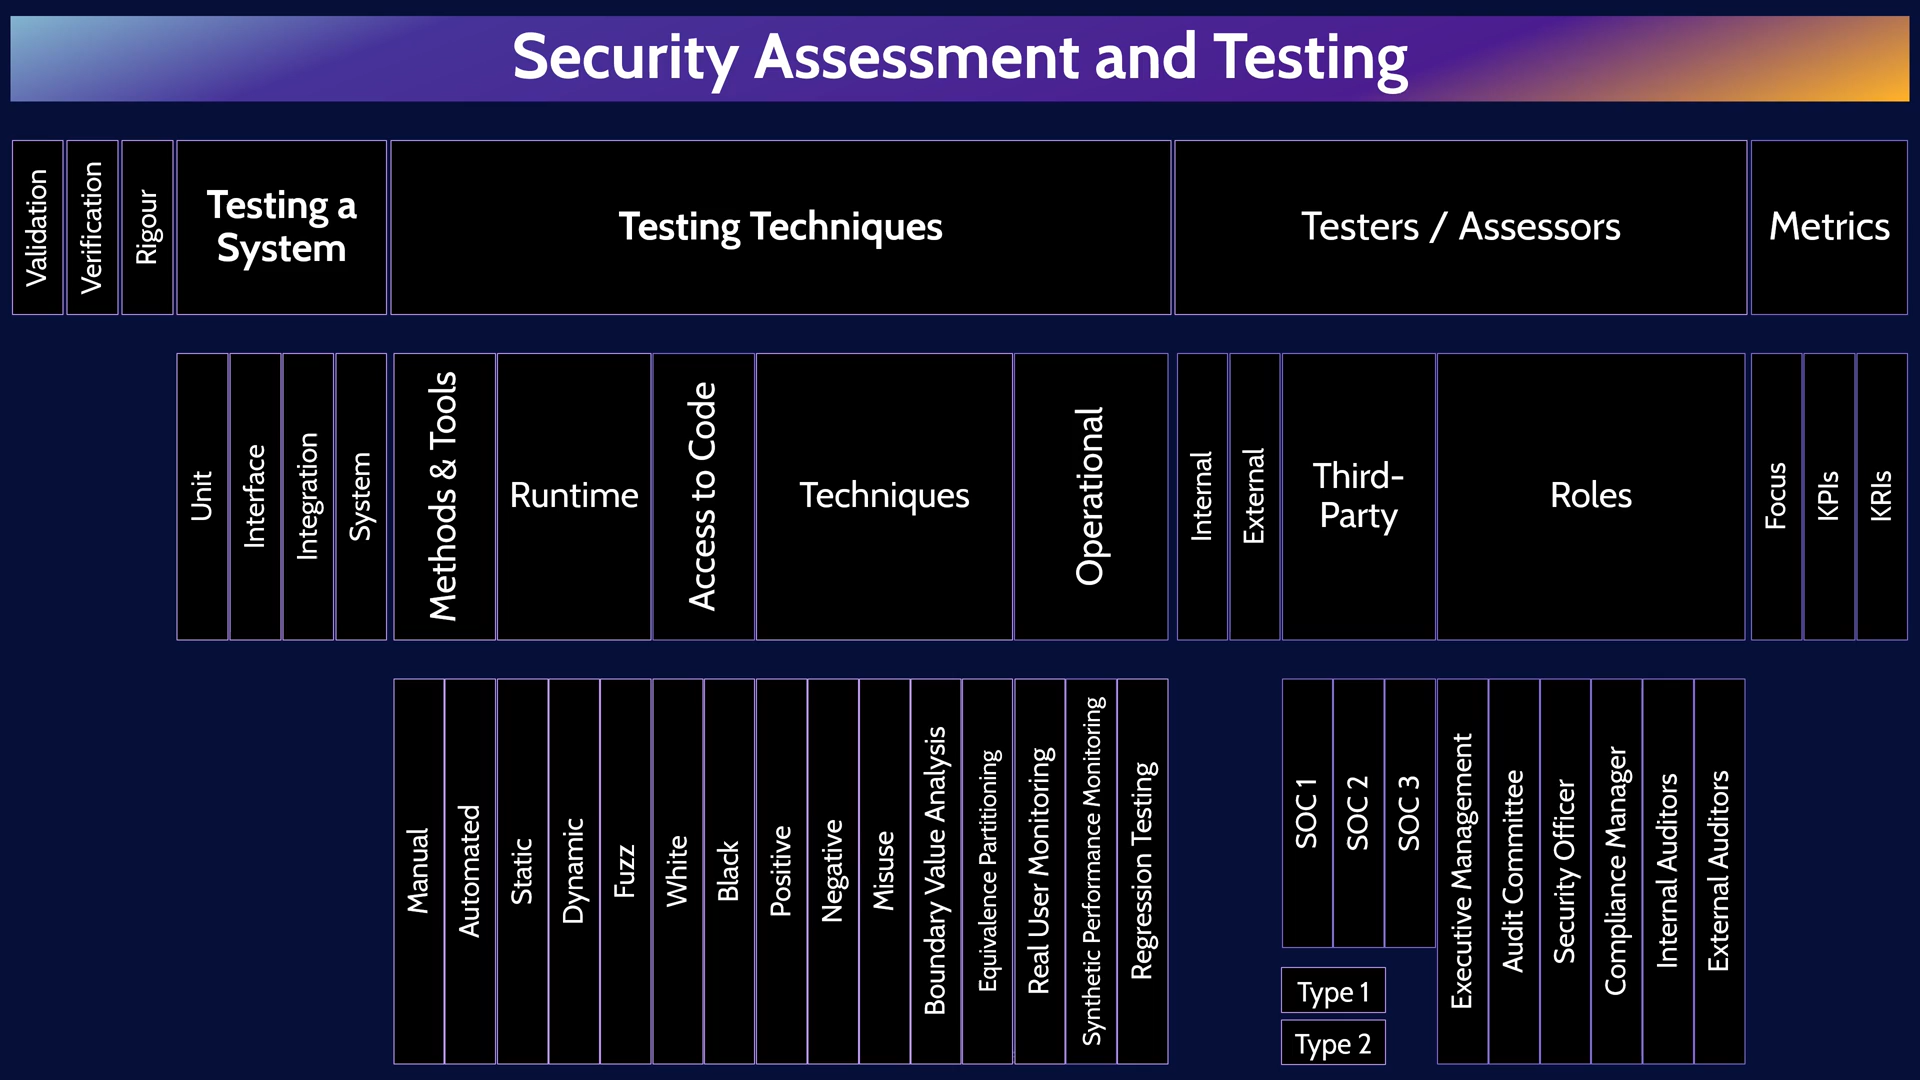 Security Assessment and Testing
Validation
Verification
Rigour
Testing a
System
Testing Techniques
Testers / Assessors
Metrics
Unit
Interface
Integration
System
Methods & Tools
Runtime
Access to Code
Techniques
Operational
Internal
External
Third-
Party
Roles
Focus
KPIs
KRIs
Manual
Automated
Static
Dynamic
Fuzz
White
Black
Positive
Negative
Misuse
Boundary Value Analysis
Equivalence Partitioning
Real User Monitoring
Synthetic Performance Monitoring
Regression Testing
SOC 1
SOC 2
SOC 3
Type 1
Type 2
Executive Management
Audit Committee
Security Officer
Compliance Manager
Internal Auditors
External Auditors